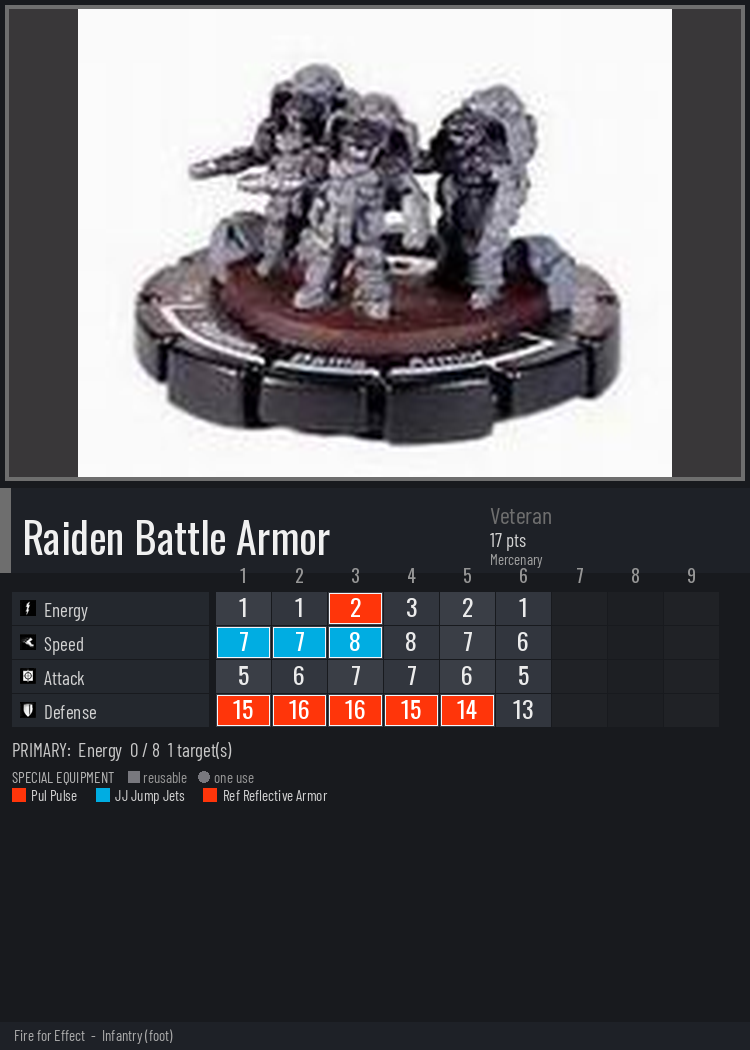 Armor
Raiden Battle Armor
Veteran
17 pts
Mercenary
1 2 3 4 5 6 7 8 9
Energy 1 1 2 3 2 1
Speed 7 7 8 8 7 6
Attack 5 6 7 7 6 5
Defense 15 16 16 15 14 13
PRIMARY: Energy 0 / 8 1 target(s)
SPECIAL EQUIPMENT reusable one use
Pul Pulse JJ Jump Jets Ref Reflective Armor
Fire for Effect - Infantry (foot)